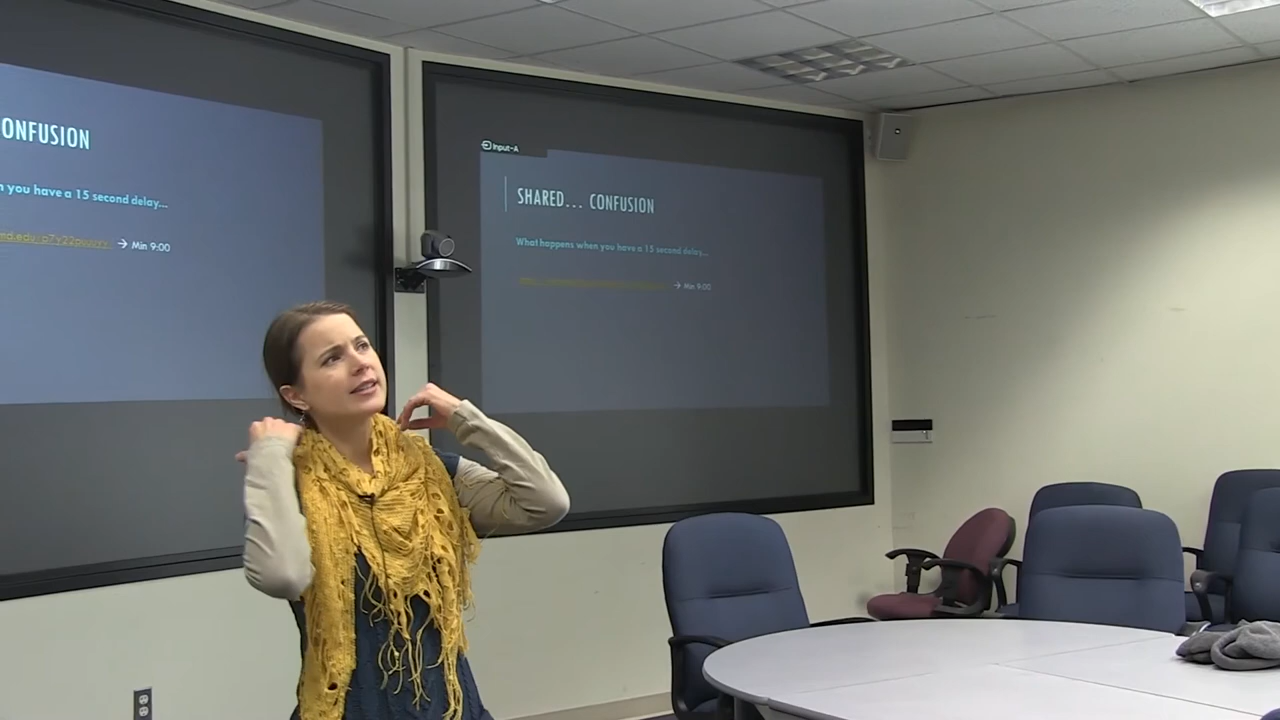 ONFUSION
n you have a 15 second delay...
→ Min 9:00
Input-A
SHARED... CONFUSION
What happens when you have a 15 second delay...
→ Min 9:00